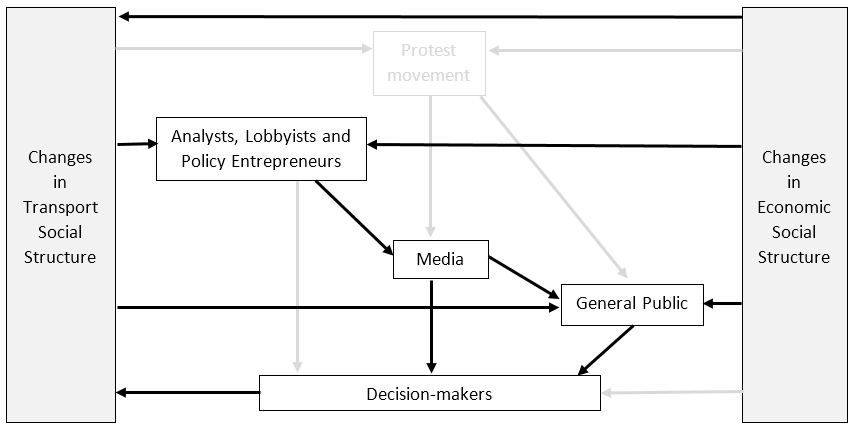 Protest
movement
Analysts, Lobbyists and
Policy Entrepreneurs
Changes
in
Transport
Social
Structure
Changes
in
Economic
Social
Structure
Media
General Public
Decision-makers